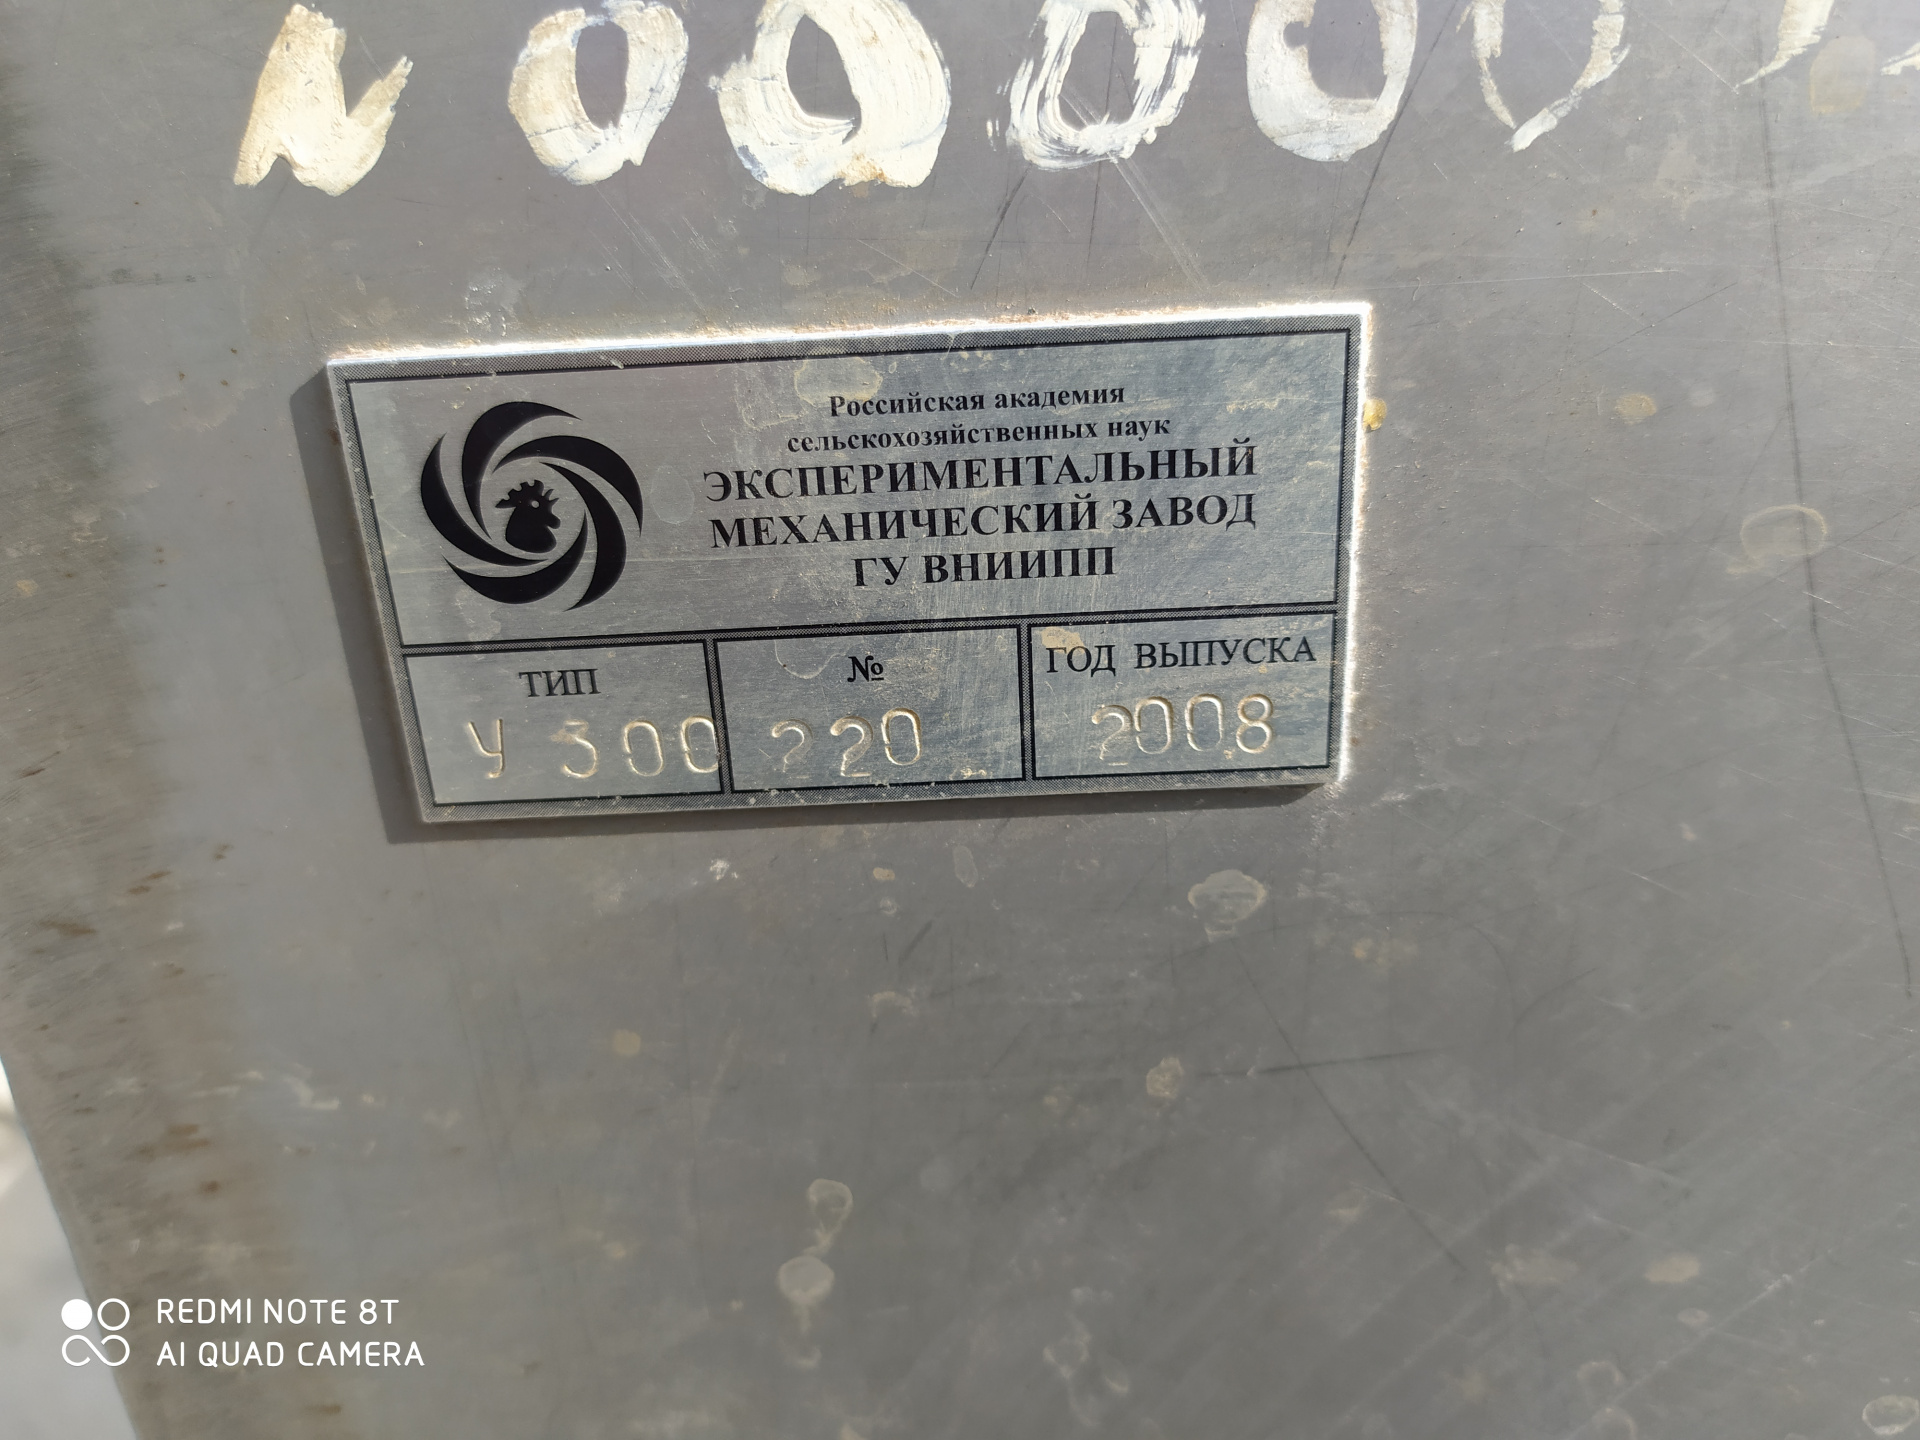 Российская академия
сельскохозяйственных наук
ЭКСПЕРИМЕНТАЛЬНЫЙ
МЕХАНИЧЕСКИЙ ЗАВОД
ГУ ВНИИПП
ТИП № ГОД ВЫПУСКА
У 300 220 2008
REDMI NOTE 8T
AI QUAD CAMERA